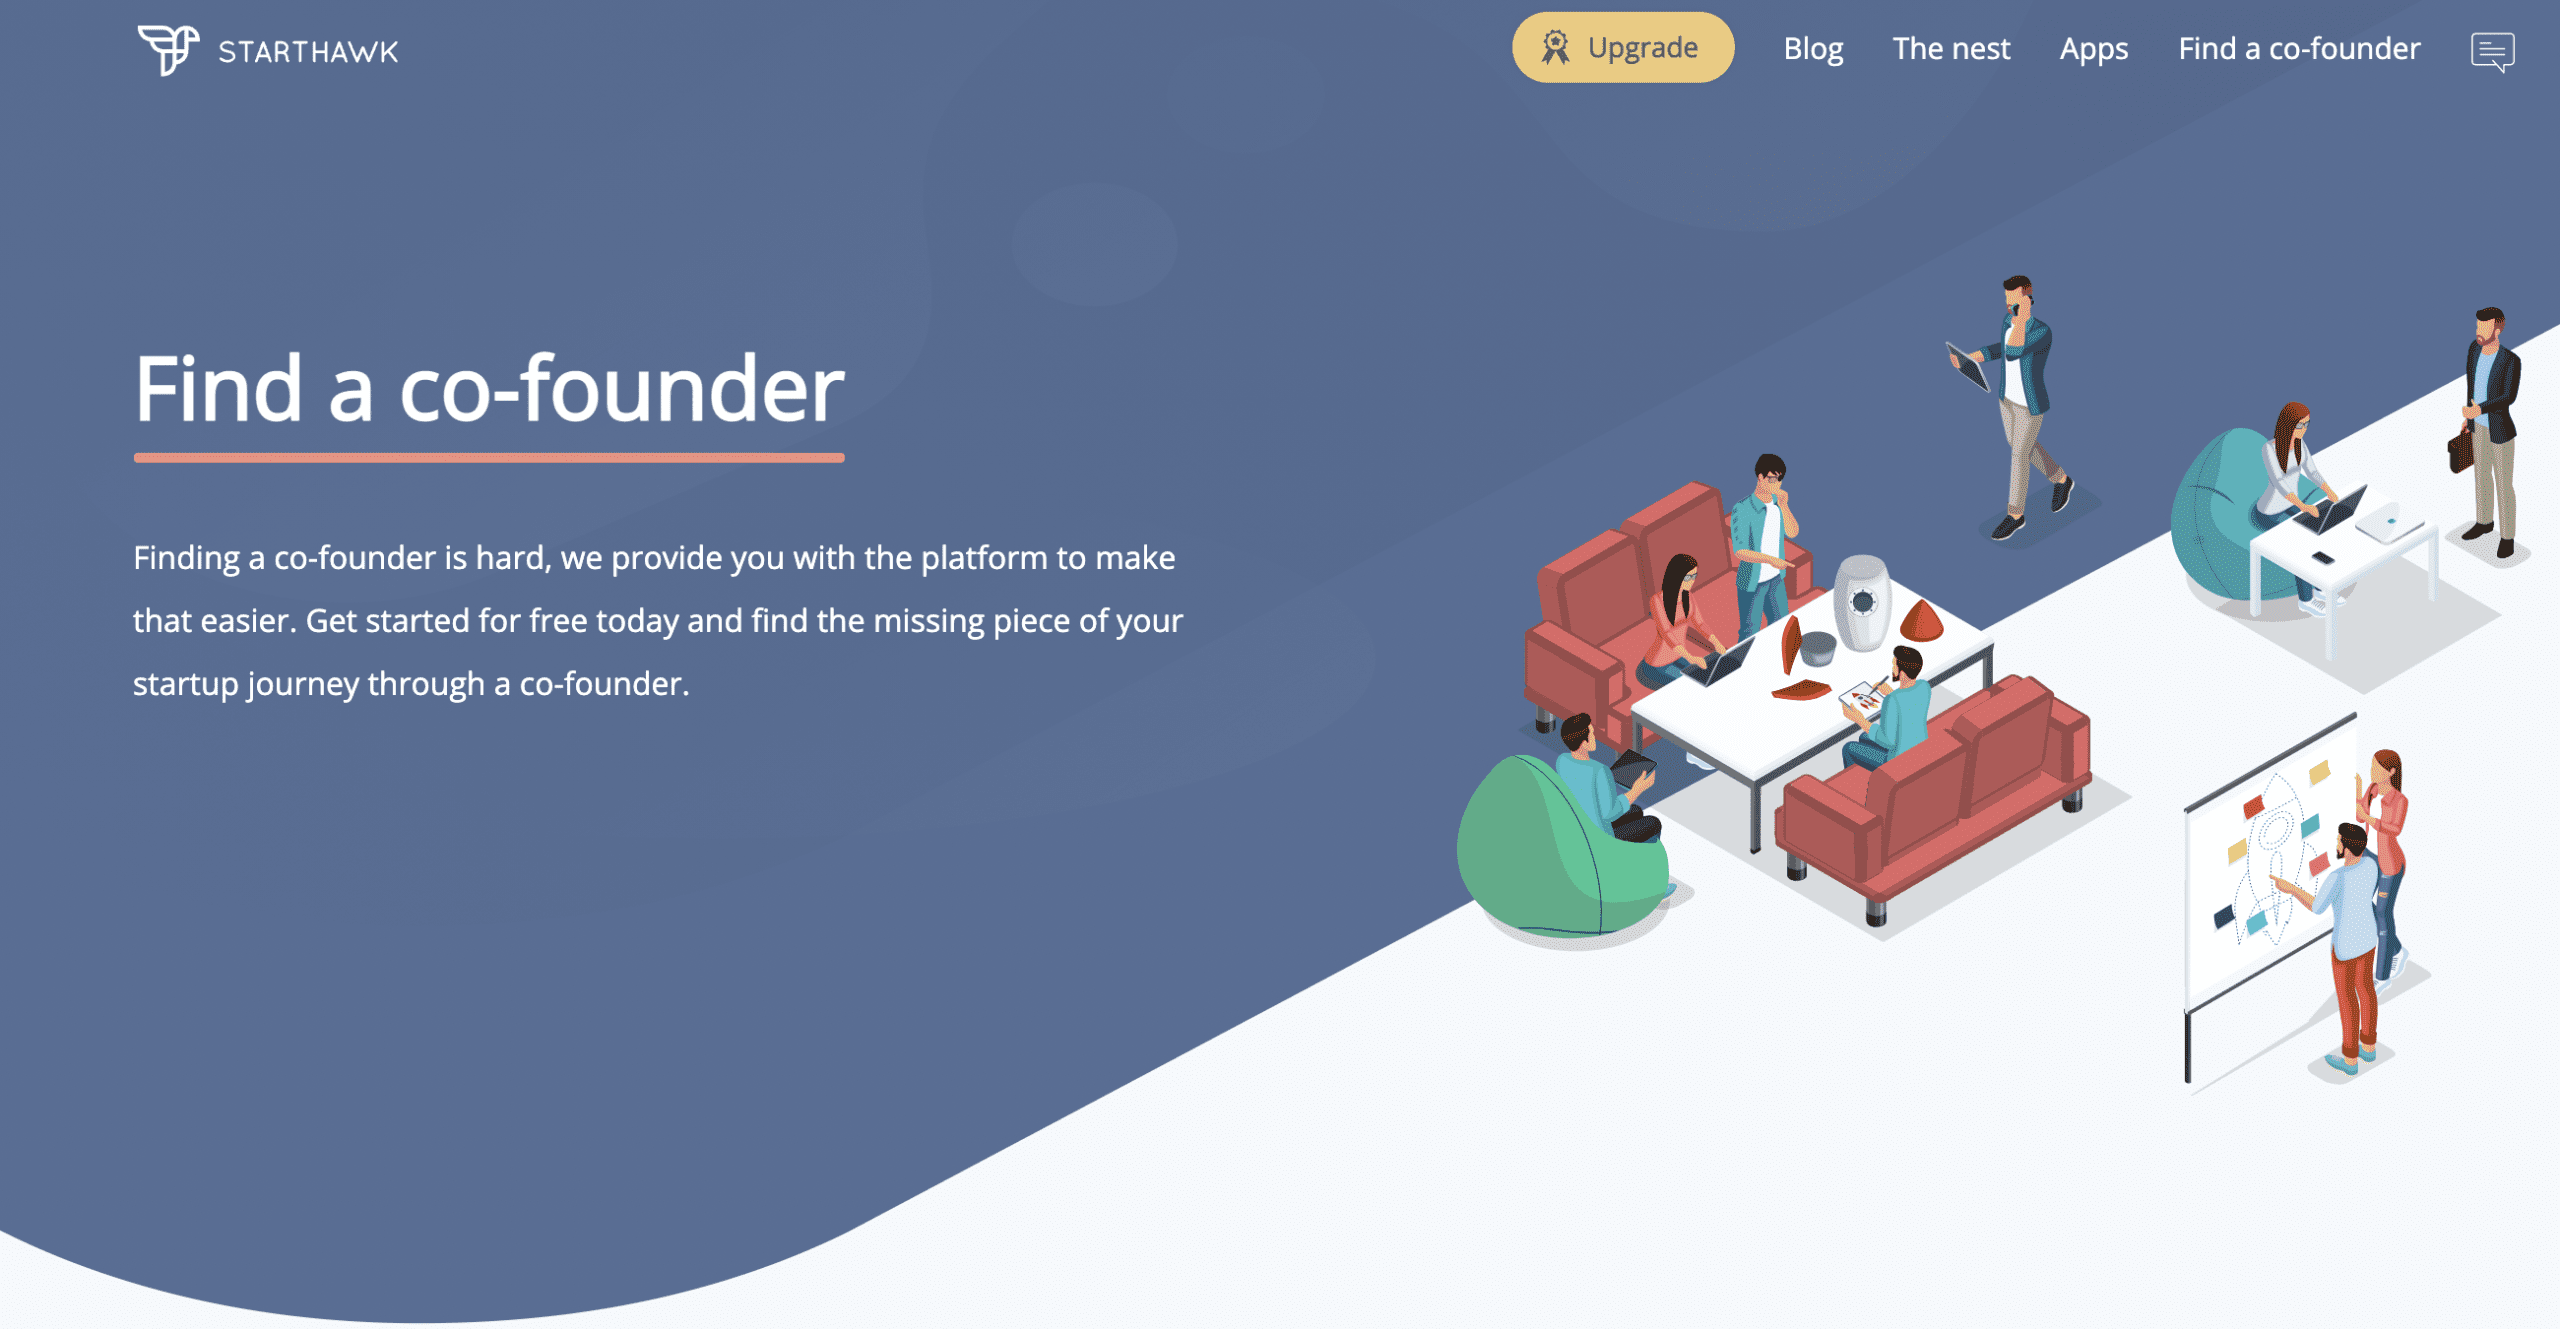 STARTHAWK
Upgrade
Blog
The nest
Apps
Find a co-founder
Find a co-founder
Finding a co-founder is hard, we provide you with the platform to make
that easier. Get started for free today and find the missing piece of your
startup journey through a co-founder.